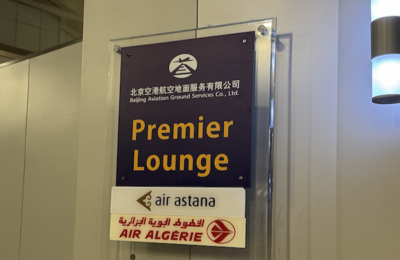 北京空港航空地面服务有限公司
Beijing Aviation Ground Services Co., Ltd.
Premier
Lounge
air astana
الخطوط الجوية الجزائرية
AIR ALGÉRIE